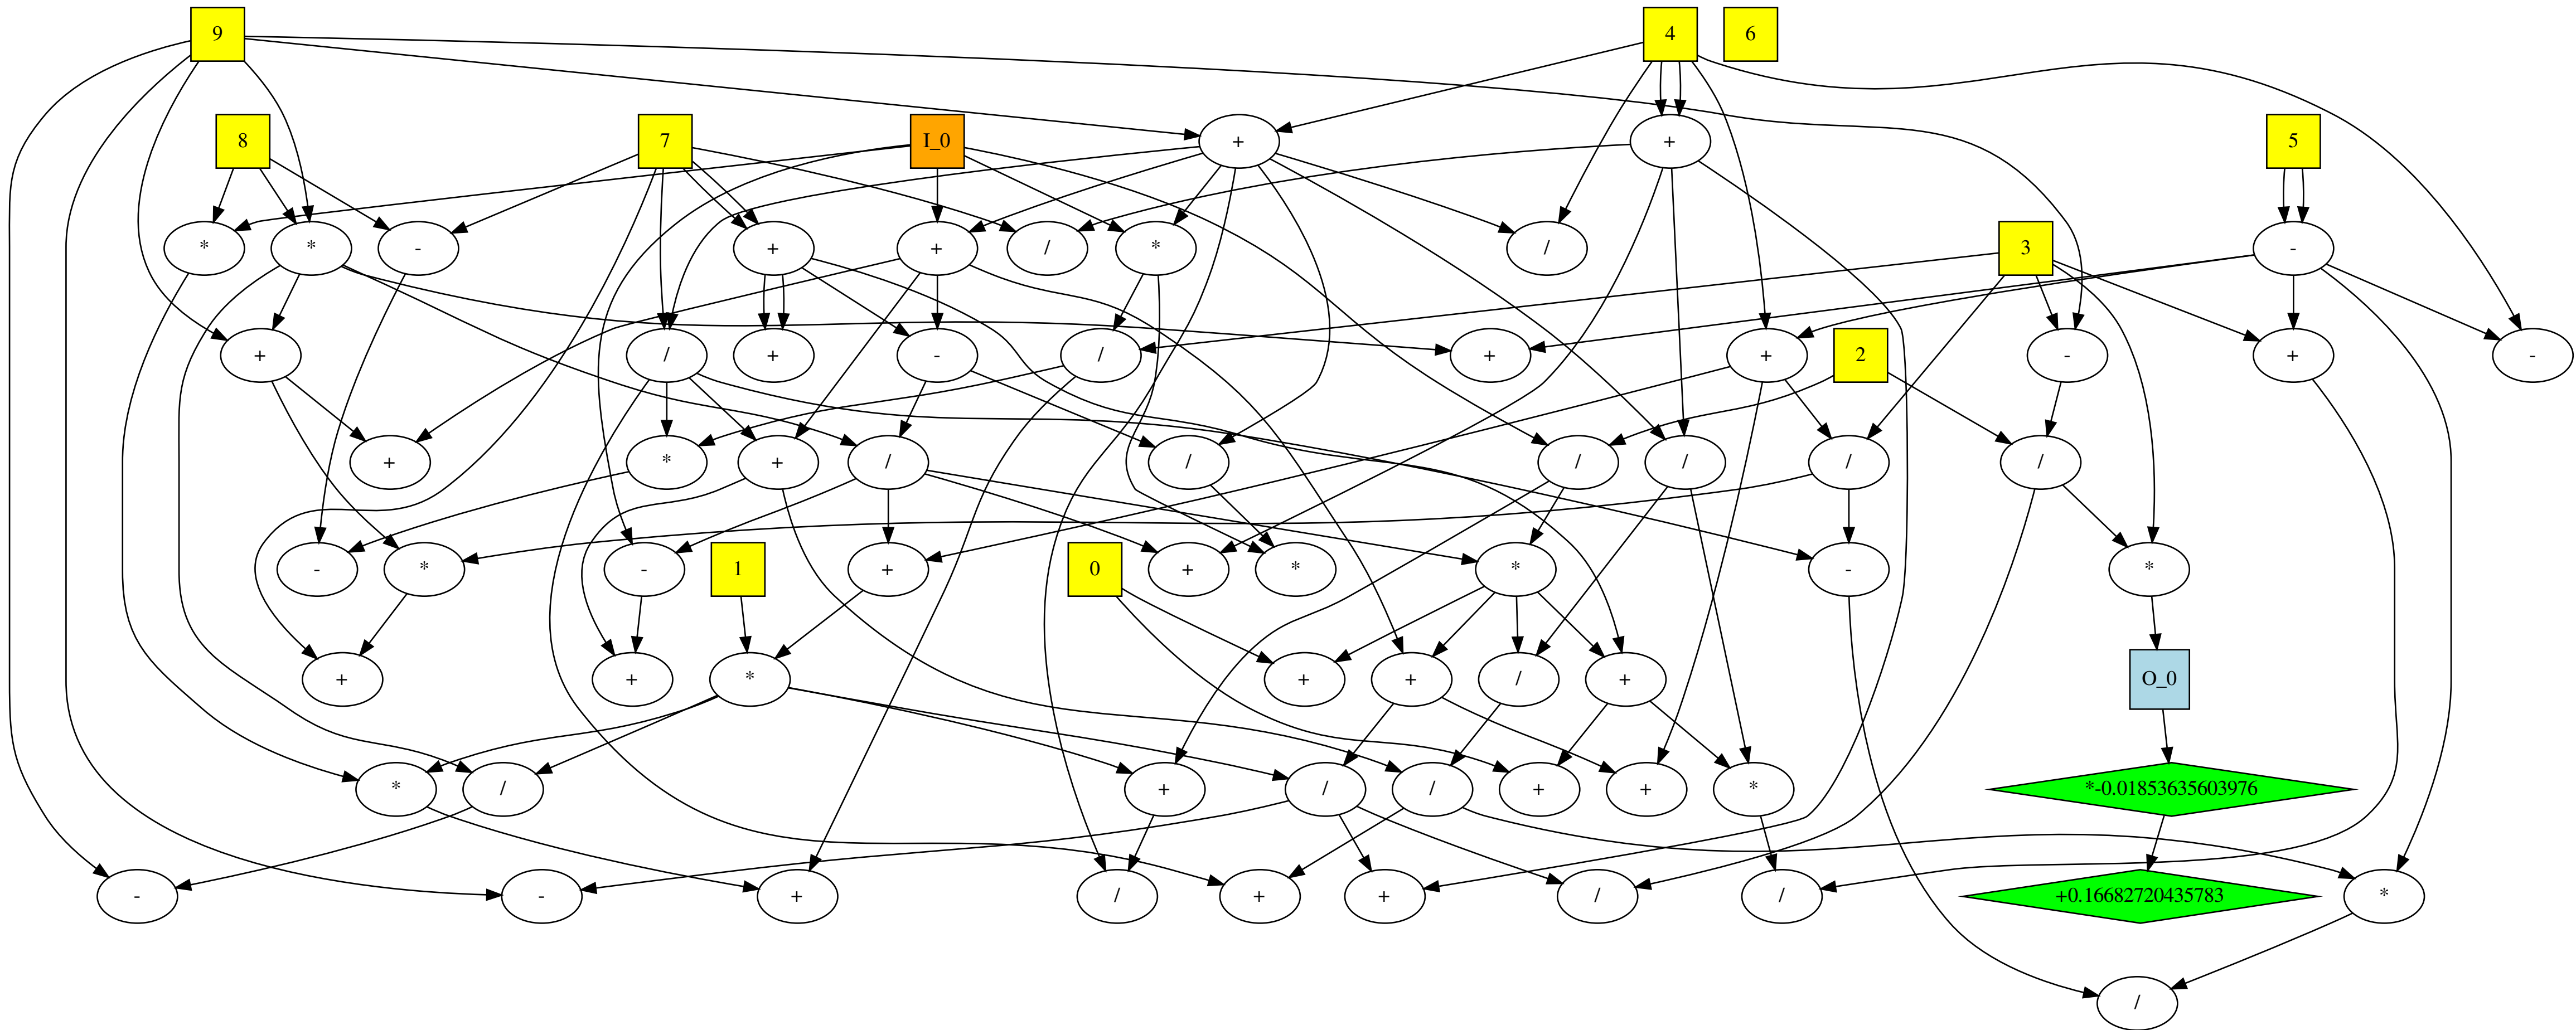 9 4 6
8 7 I_0 + + 5
* * - + + / * / 3 -
+ / + - / + + 2 - + -
+ * + / / / / / /
- * - 1 + 0 + * * - *
+ + * + + / + O_0
* / + / / + + * *-0.01853635603976
- - + / + + / / +0.16682720435783 *
/